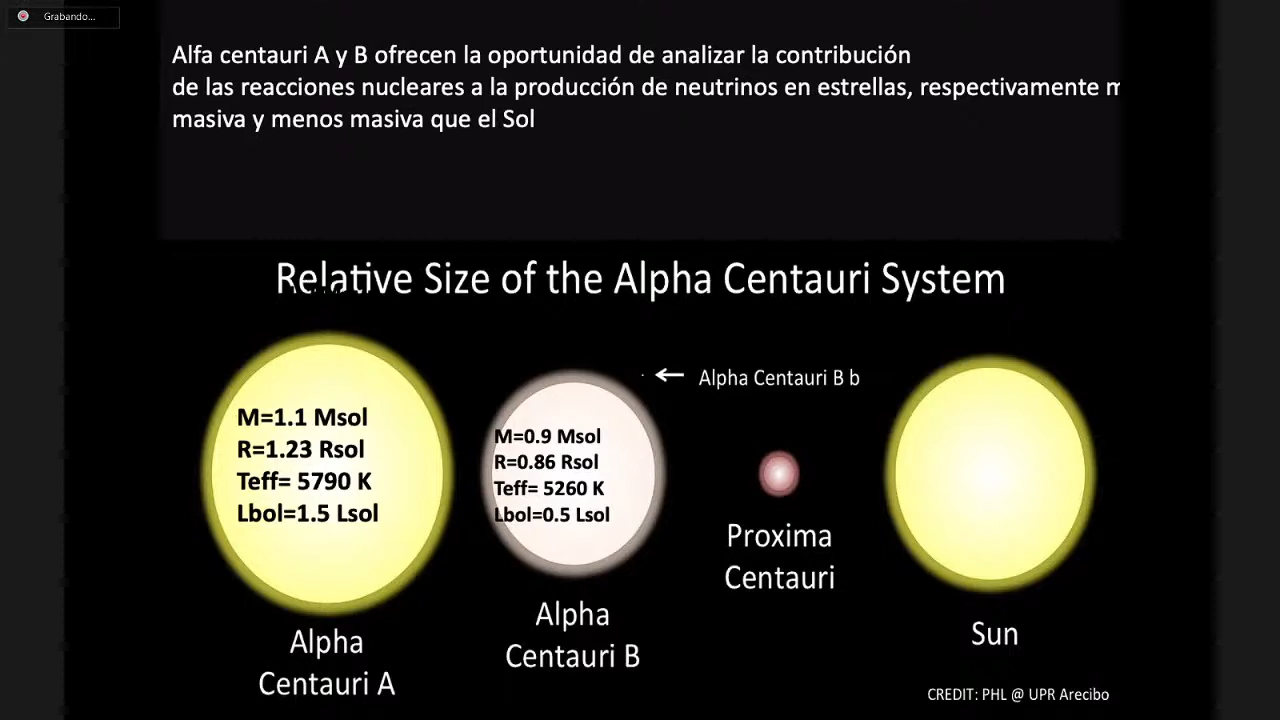 Grabando...
Alfa centauri A y B ofrecen la oportunidad de analizar la contribución
de las reacciones nucleares a la producción de neutrinos en estrellas, respectivamente
masiva y menos masiva que el Sol
Relative Size of the Alpha Centauri System
← Alpha Centauri B b
M=1.1 Msol
R=1.23 Rsol
Teff= 5790 K
Lbol=1.5 Lsol
M=0.9 Msol
R=0.86 Rsol
Teff= 5260 K
Lbol=0.5 Lsol
Alpha
Centauri A
Alpha
Centauri B
Proxima
Centauri
Sun
CREDIT: PHL @ UPR Arecibo